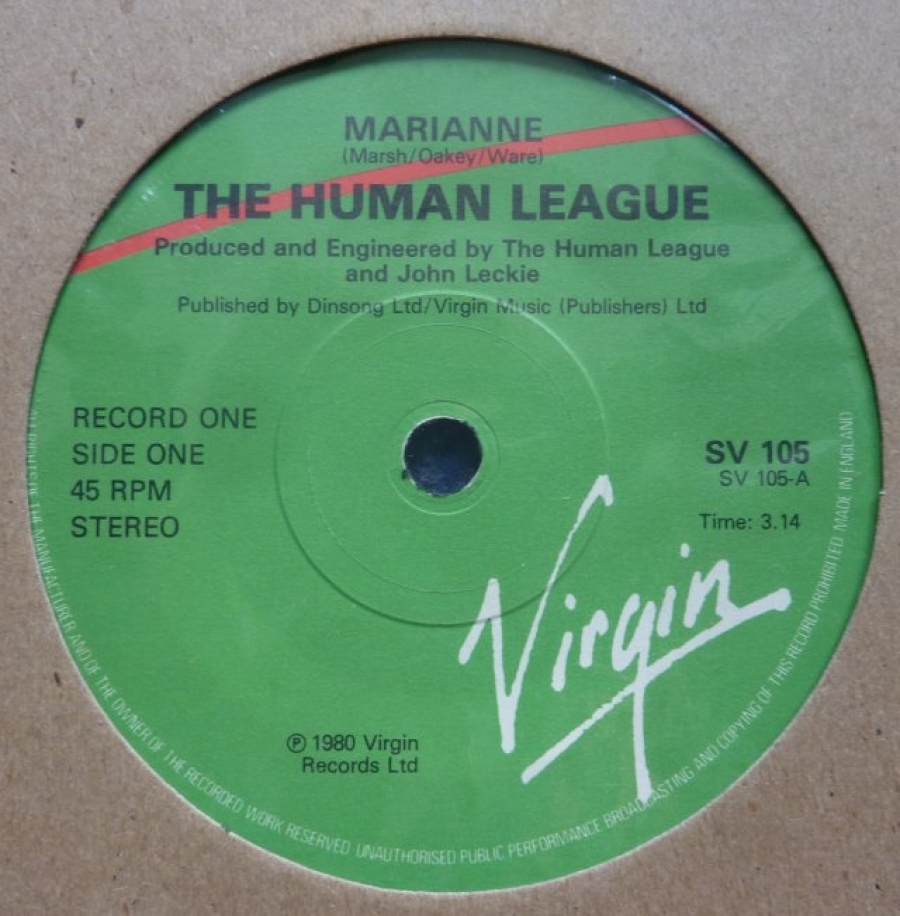 MARIANNE
(Marsh/Oakey/Ware)
THE HUMAN LEAGUE
Produced and Engineered by The Human League
and John Leckie
Published by Dinsong Ltd/Virgin Music (Publishers) Ltd
RECORD ONE
SIDE ONE
45 RPM
STEREO
SV 105
SV 105-A
Time: 3.14
Virgin
℗ 1980 Virgin
Records Ltd
THE MANUFACTURER AND OF THE OWNER OF THE RECORDED WORK RESERVED UNAUTHORISED PUBLIC PERFORMANCE BROADCASTING AND COPYING OF THIS RECORD PROHIBITED MADE IN ENGLAND